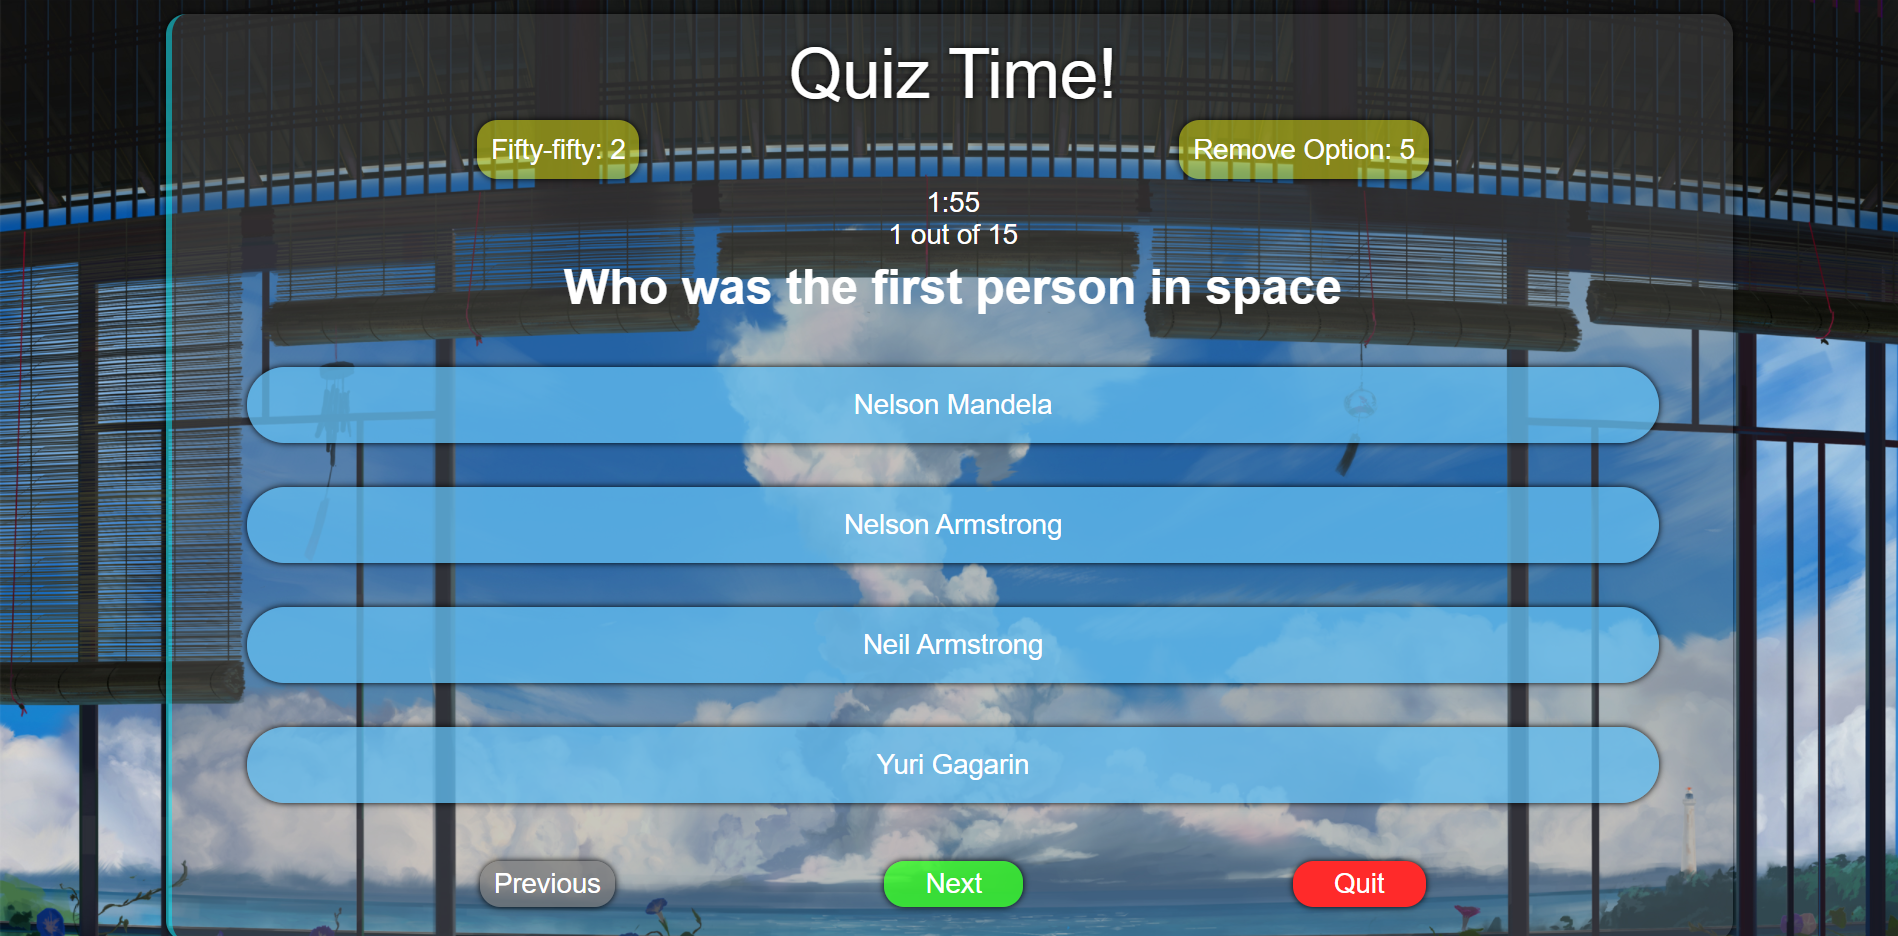 Quiz Time!
Fifty-fifty: 2
Remove Option: 5
1:55
1 out of 15
Who was the first person in space
Nelson Mandela
Nelson Armstrong
Neil Armstrong
Yuri Gagarin
Previous
Next
Quit